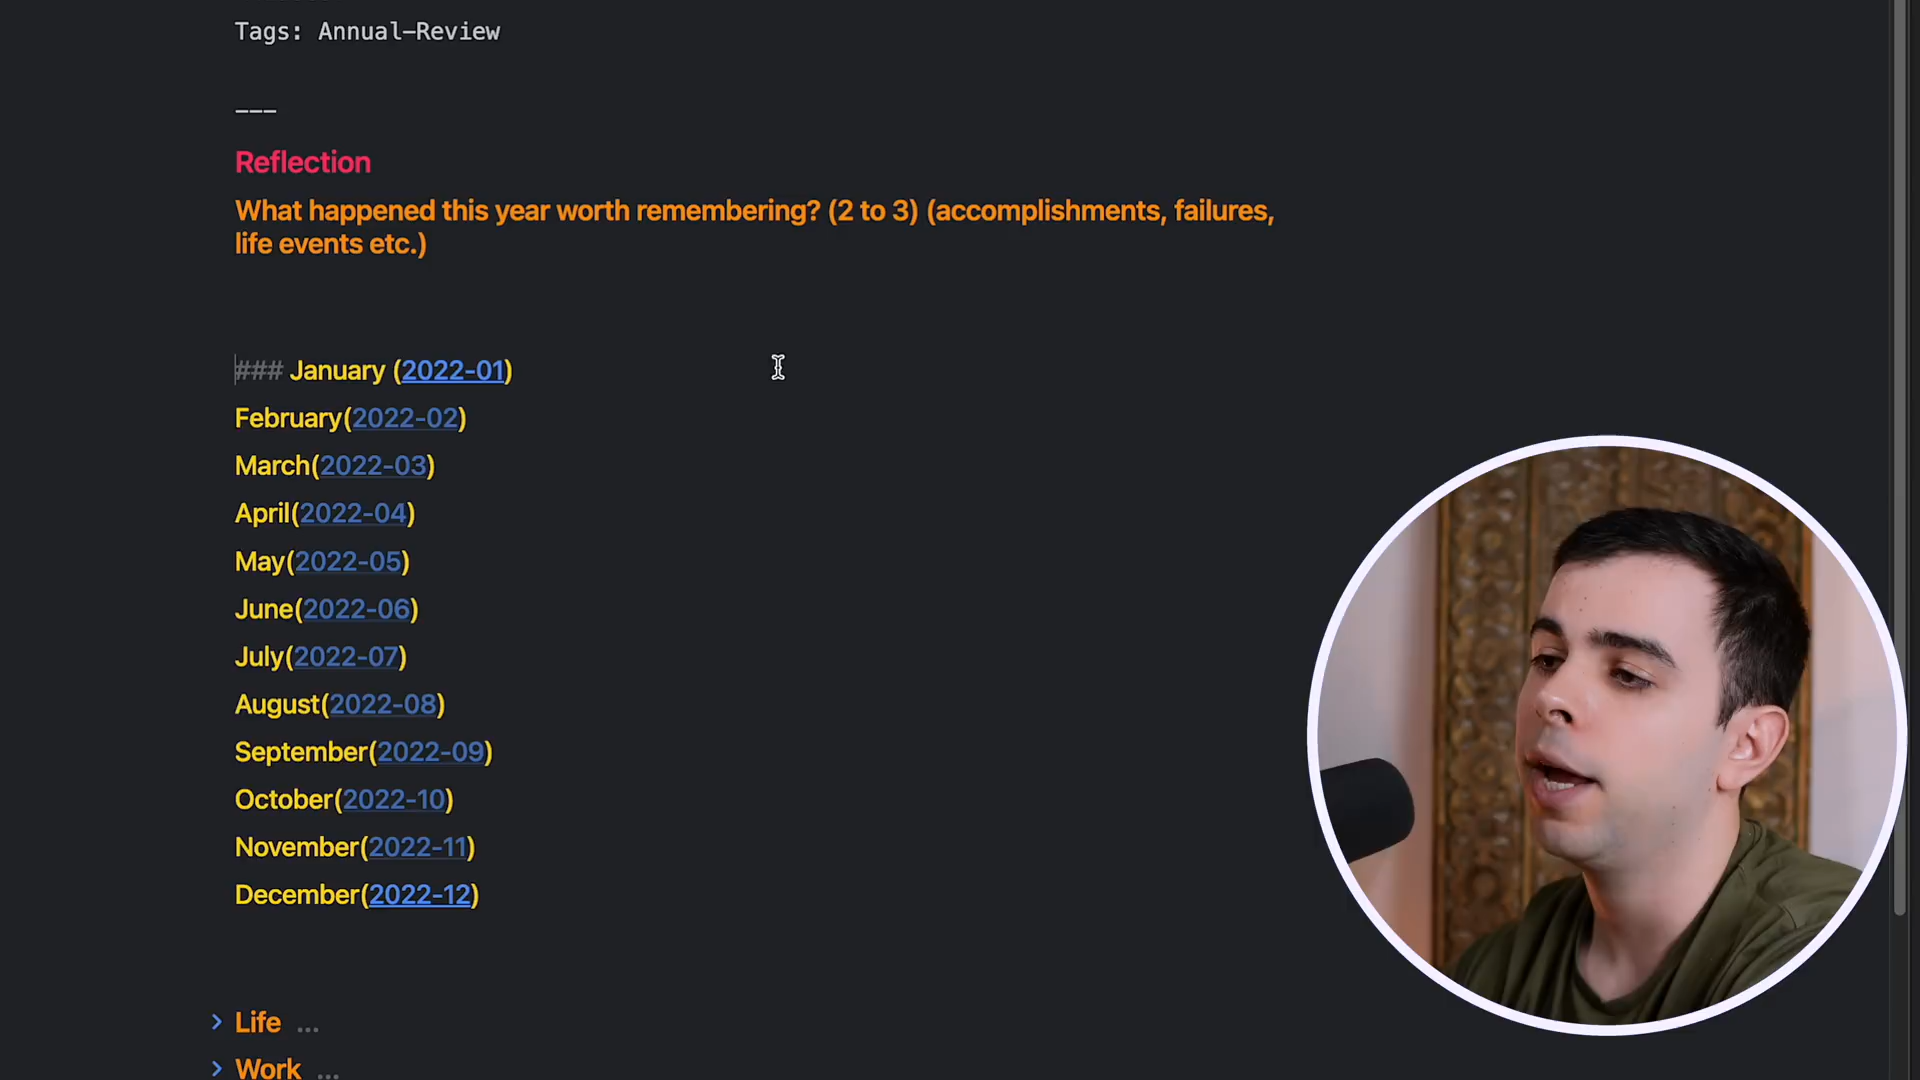 Tags: Annual-Review
---
Reflection
What happened this year worth remembering? (2 to 3) (accomplishments, failures,
life events etc.)
### January (2022-01)
February(2022-02)
March(2022-03)
April(2022-04)
May(2022-05)
June(2022-06)
July(2022-07)
August(2022-08)
September(2022-09)
October(2022-10)
November(2022-11)
December(2022-12)
Life ...
Work ...